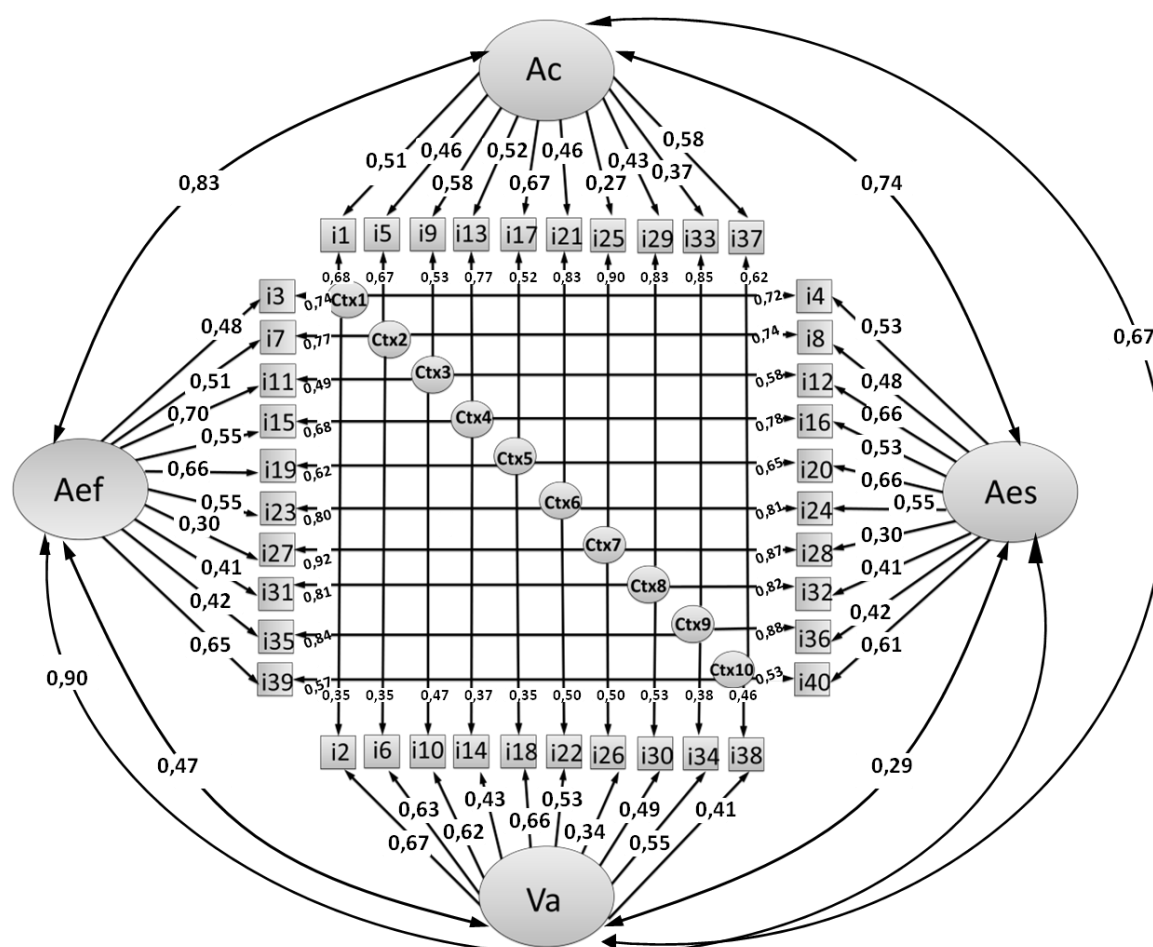 Ac
0,51
0,46
0,58
0,52
0,67
0,46
0,27
0,43
0,37
0,58
0,83
0,74
0,67
i1 i5 i9 i13 i17 i21 i25 i29 i33 i37
0,68 0,67 0,53 0,77 0,52 0,83 0,90 0,83 0,85 0,62
i3 0,74 Ctx1 0,72 i4
i7 0,77 Ctx2 0,74 i8
i11 0,49 Ctx3 0,58 i12
i15 0,68 Ctx4 0,78 i16
i19 0,62 Ctx5 0,65 i20
i23 0,80 Ctx6 0,81 i24
i27 0,92 Ctx7 0,87 i28
i31 0,81 Ctx8 0,82 i32
i35 0,84 Ctx9 0,88 i36
i39 0,57 Ctx10 0,53 i40
Aef
0,48
0,51
0,70
0,55
0,66
0,55
0,30
0,41
0,42
0,65
Aes
0,53
0,48
0,66
0,53
0,66
0,55
0,30
0,41
0,42
0,61
0,35 0,35 0,47 0,37 0,35 0,50 0,50 0,53 0,38 0,46
i2 i6 i10 i14 i18 i22 i26 i30 i34 i38
0,90
0,47
0,29
0,67
0,63
0,62
0,43
0,66
0,53
0,34
0,49
0,55
0,41
Va